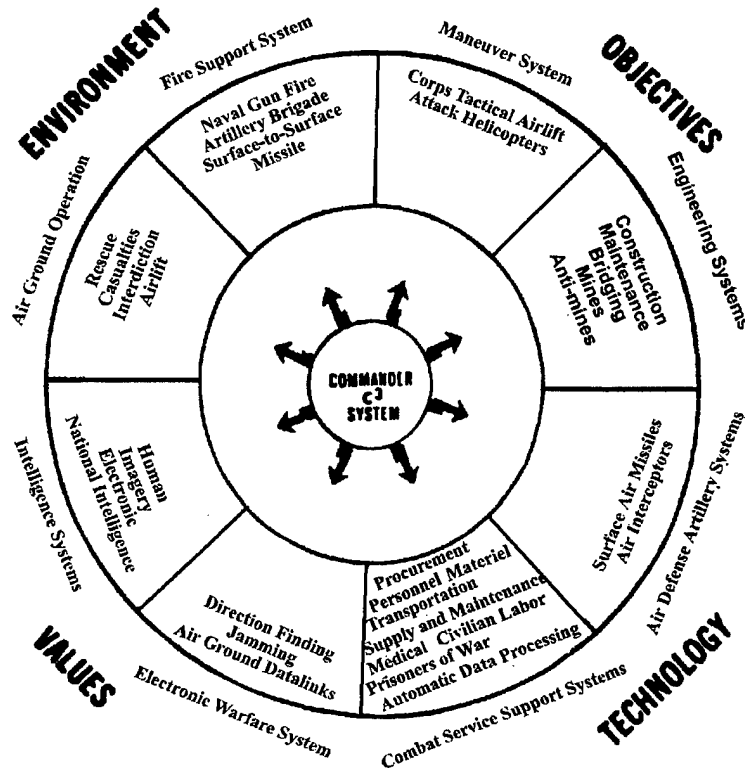 ENVIRONMENT
OBJECTIVES
Fire Support System
Naval Gun Fire
Artillery Brigade
Surface-to-Surface
Missile
Maneuver System
Corps Tactical Airlift
Attack Helicopters
Engineering Systems
Construction
Maintenance
Bridging
Mines
Anti-mines
Air Defense Artillery Systems
Surface Air Missiles
Air Interceptors
Combat Service Support Systems
Procurement
Personnel Materiel
Transportation
Supply and Maintenance
Medical Civilian Labor
Prisoners of War
Automatic Data Processing
Electronic Warfare System
Direction Finding
Jamming
Air Ground Datalinks
Intelligence Systems
Human
Imagery
Electronic
National Intelligence
Air Ground Operation
Rescue
Casualties
Interdiction
Airlift
COMMANDER
C3
SYSTEM
VALUES
TECHNOLOGY